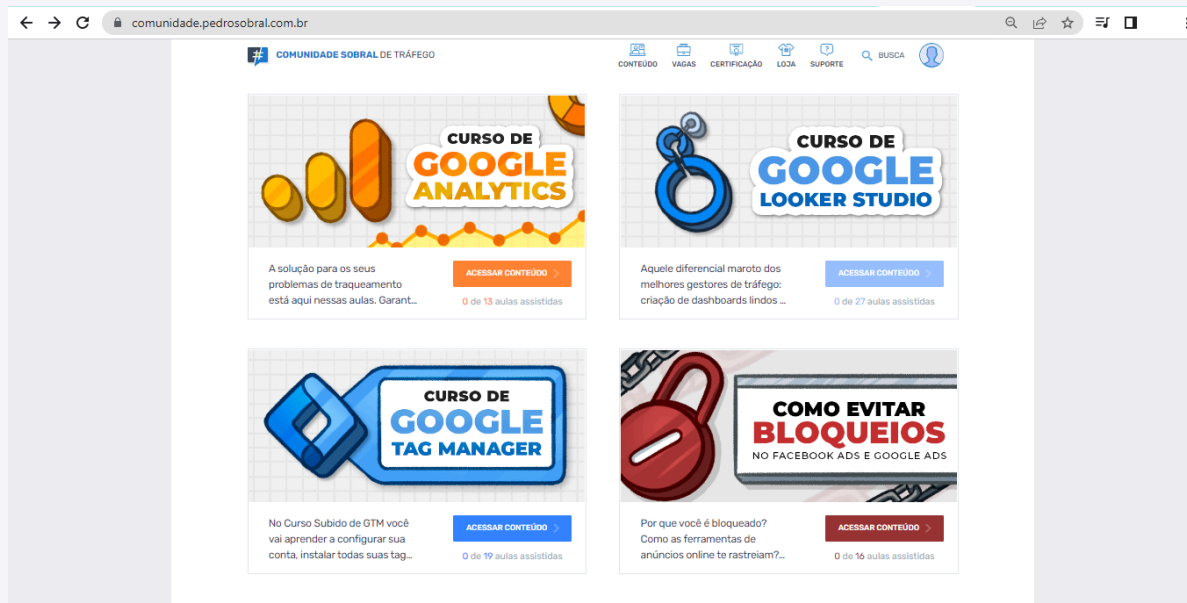 comunidade.pedrosobral.com.br
COMUNIDADE SOBRAL DE TRÁFEGO
CONTEÚDO VAGAS CERTIFICAÇÃO LOJA SUPORTE BUSCA
CURSO DE
GOOGLE
ANALYTICS
A solução para os seus
problemas de traqueamento
está aqui nessas aulas. Garant...
ACESSAR CONTEÚDO
0 de 13 aulas assistidas
CURSO DE
GOOGLE
LOOKER STUDIO
Aquele diferencial maroto dos
melhores gestores de tráfego:
criação de dashboards lindos ...
ACESSAR CONTEÚDO
0 de 27 aulas assistidas
CURSO DE
GOOGLE
TAG MANAGER
No Curso Subido de GTM você
vai aprender a configurar sua
conta, instalar todas suas tag...
ACESSAR CONTEÚDO
0 de 19 aulas assistidas
COMO EVITAR
BLOQUEIOS
NO FACEBOOK ADS E GOOGLE ADS
Por que você é bloqueado?
Como as ferramentas de
anúncios online te rastreiam?...
ACESSAR CONTEÚDO
0 de 16 aulas assistidas